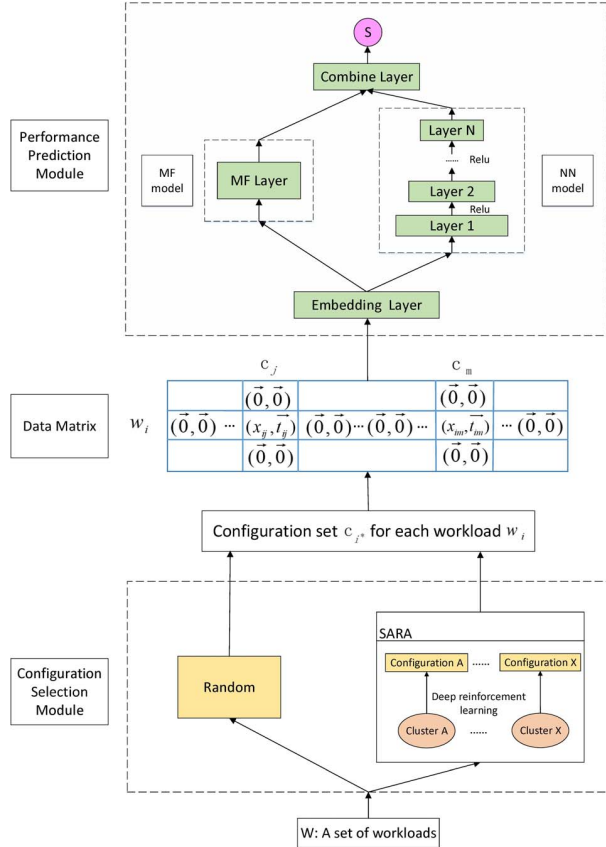 S
Combine Layer
Layer N
...... Relu
Performance
Prediction
Module
MF
model
MF Layer
NN
model
Layer 2
Relu
Layer 1
Embedding Layer
c_j c_m
(0⃗, 0⃗) (0⃗, 0⃗)
Data Matrix w_i (0⃗, 0⃗) ··· (x_ij, t_ij) (0⃗, 0⃗)···(0⃗, 0⃗)··· (x_im, t_im) ···(0⃗, 0⃗)
(0⃗, 0⃗) (0⃗, 0⃗)
Configuration set c_j* for each workload w_i
SARA
Configuration A ...... Configuration X
Configuration
Selection
Module
Random
Deep reinforcement
learning
Cluster A ...... Cluster X
W: A set of workloads